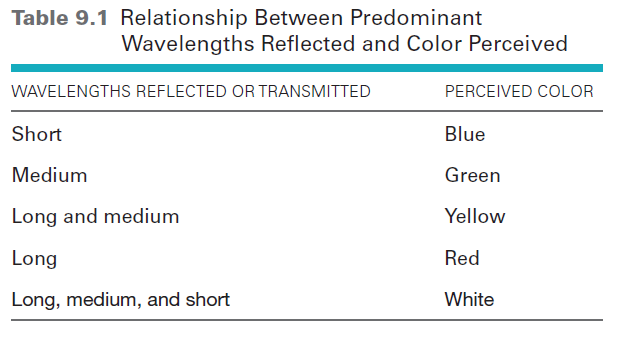 Table 9.1 Relationship Between Predominant
Wavelengths Reflected and Color Perceived
WAVELENGTHS REFLECTED OR TRANSMITTED PERCEIVED COLOR
Short Blue
Medium Green
Long and medium Yellow
Long Red
Long, medium, and short White